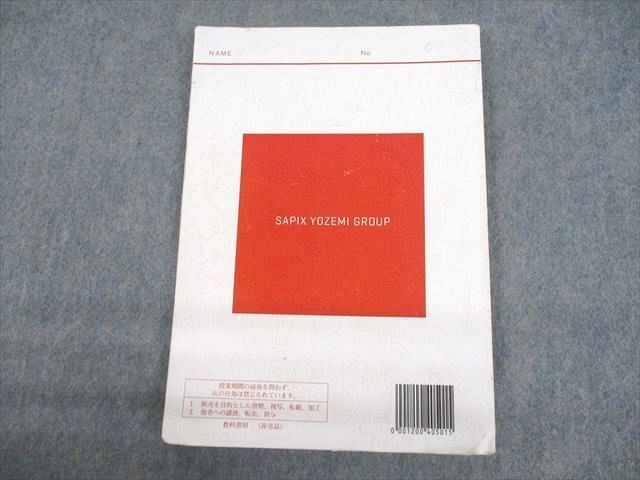 NAME No.
SAPIX YOZEMI GROUP
授業期間の前後を問わず、
次の行為は禁じられています。
1. 販売を目的とした複製、複写、転載、加工
2. 他者への譲渡、転売、貸与
教科書用 （非売品）
0 001200 405015